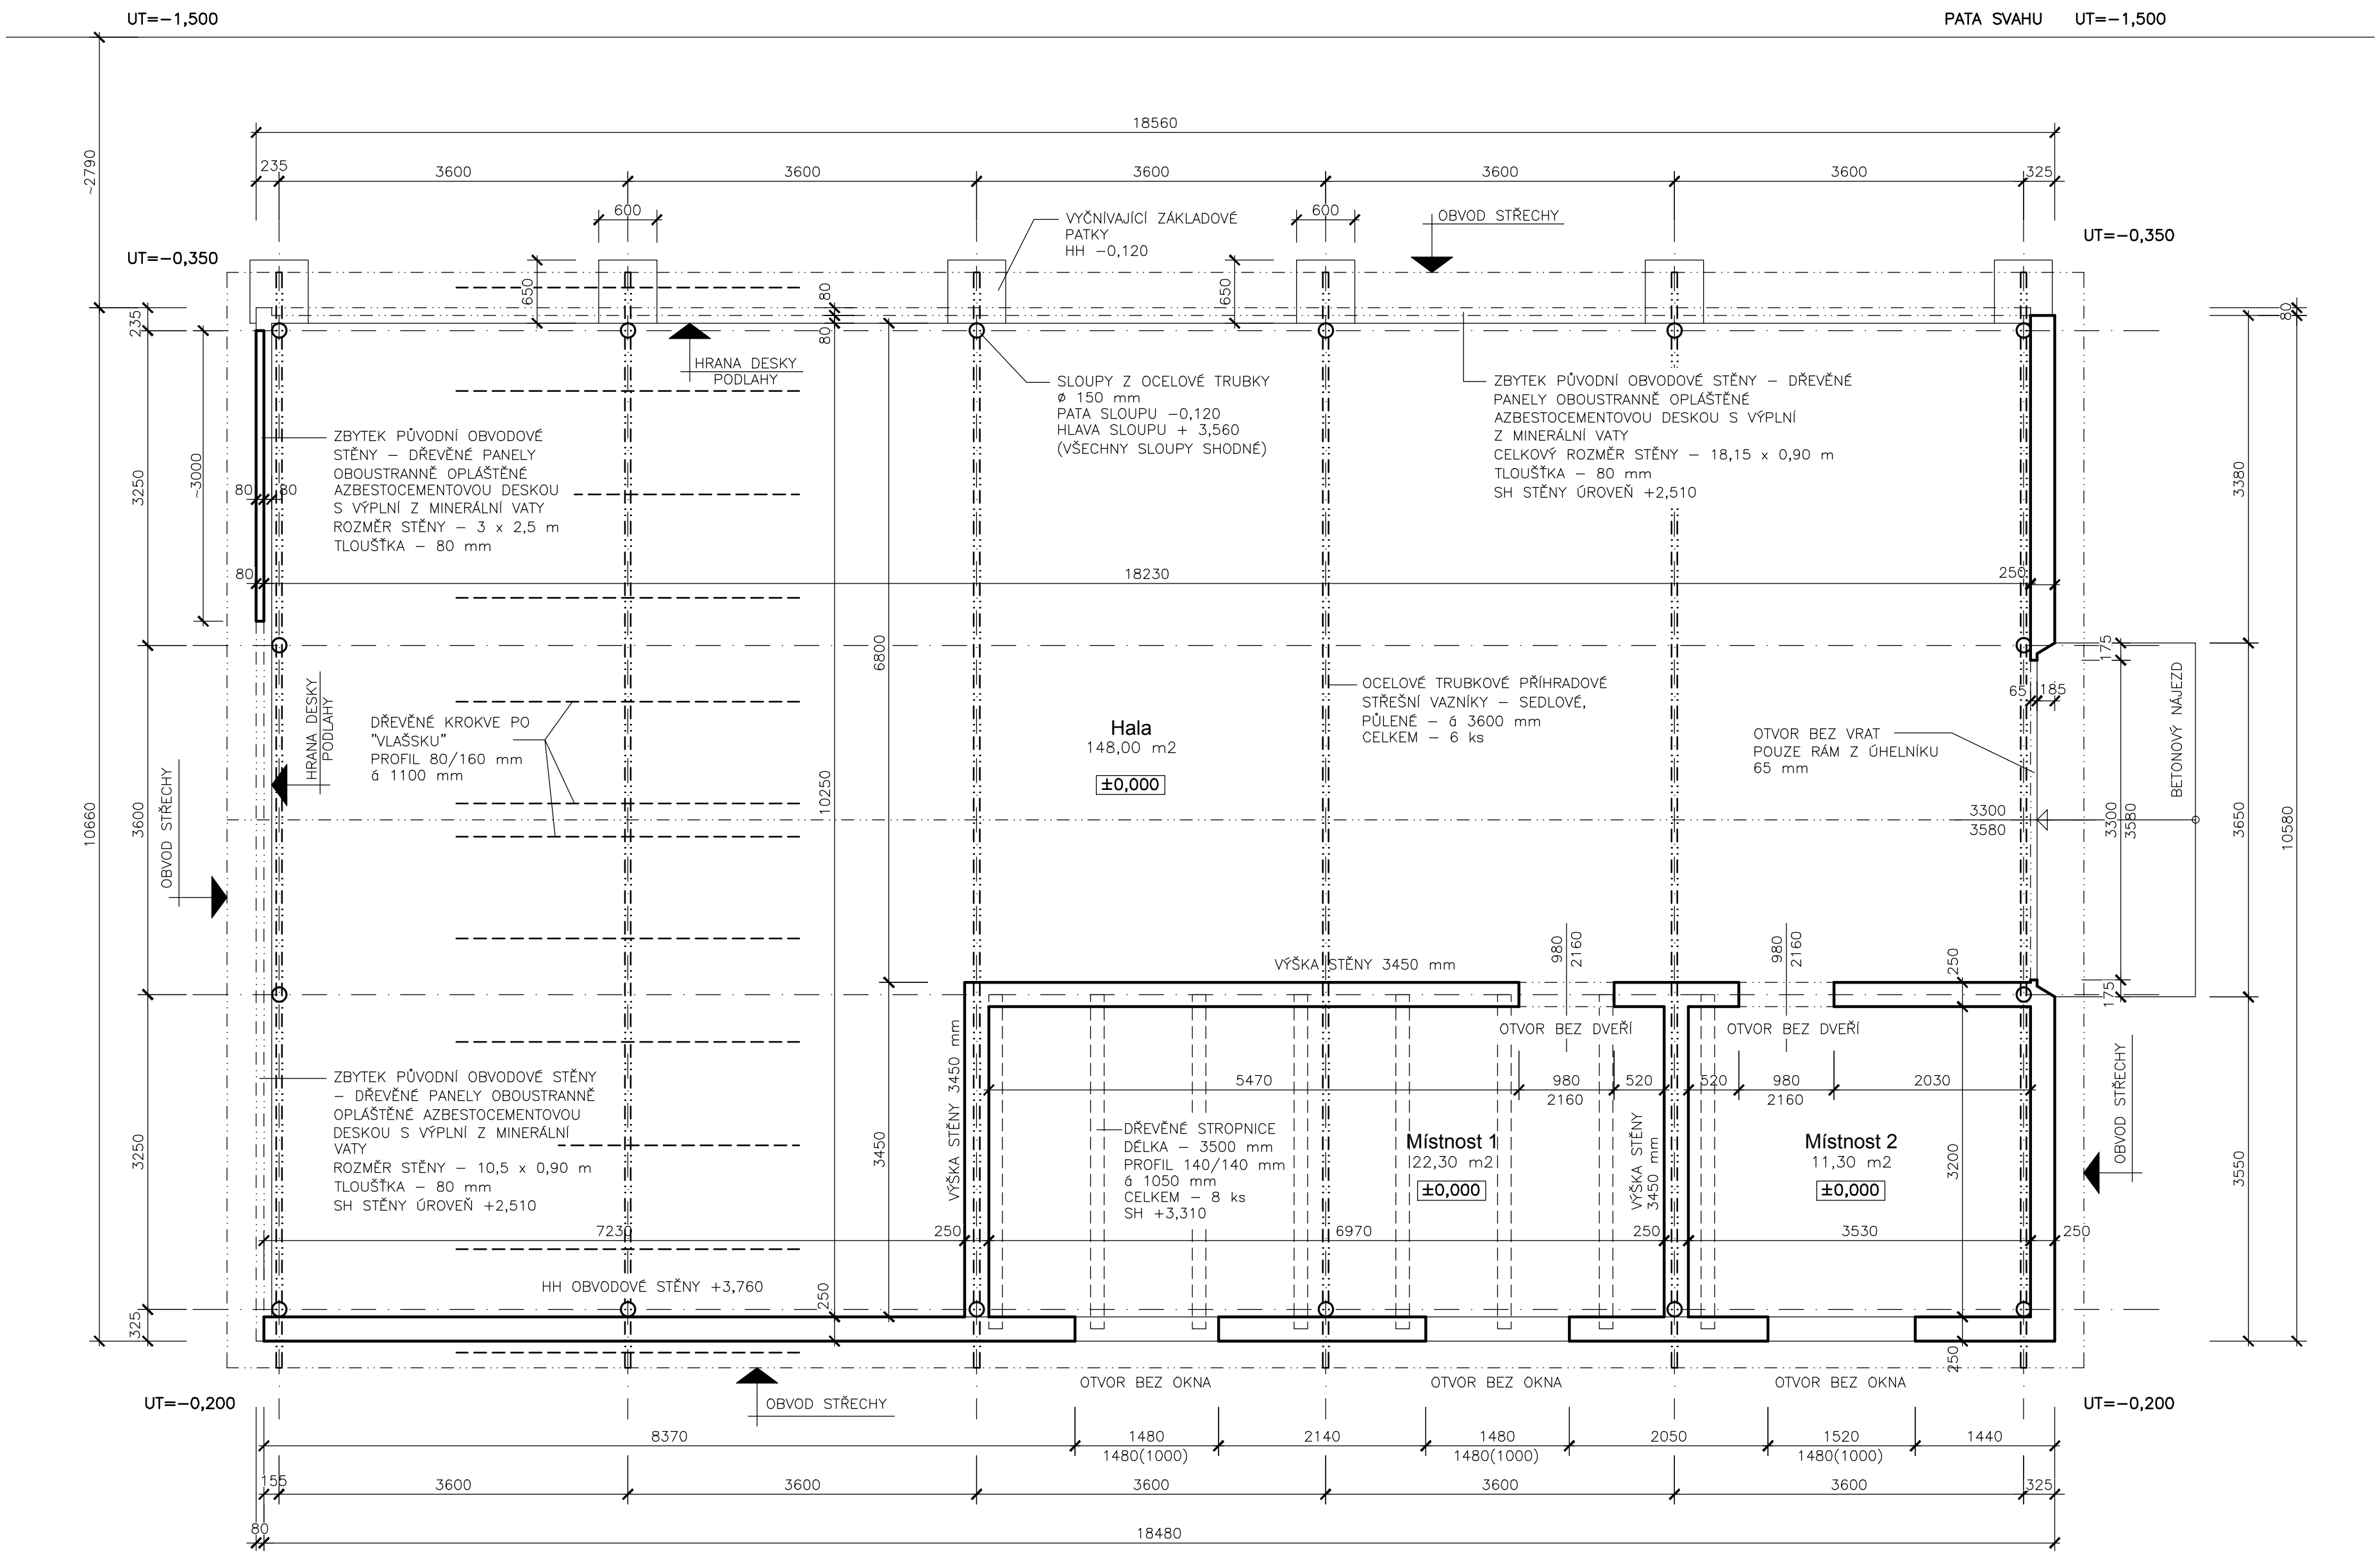 UT=−1,500
PATA SVAHU UT=−1,500
18560
~2790
235
3600
3600
3600
3600
3600
325
600
600
VYČNÍVAJÍCÍ ZÁKLADOVÉ
PATKY
HH −0,120
OBVOD STŘECHY
UT=−0,350
UT=−0,350
650
80
650
80
235
80
HRANA DESKY
PODLAHY
SLOUPY Z OCELOVÉ TRUBKY
ø 150 mm
PATA SLOUPU −0,120
HLAVA SLOUPU + 3,560
(VŠECHNY SLOUPY SHODNÉ)
ZBYTEK PŮVODNÍ OBVODOVÉ STĚNY − DŘEVĚNÉ
PANELY OBOUSTRANNĚ OPLÁŠTĚNÉ
AZBESTOCEMENTOVOU DESKOU S VÝPLNÍ
Z MINERÁLNÍ VATY
CELKOVÝ ROZMĚR STĚNY − 18,15 x 0,90 m
TLOUŠŤKA − 80 mm
SH STĚNY ÚROVEŇ +2,510
ZBYTEK PŮVODNÍ OBVODOVÉ
STĚNY − DŘEVĚNÉ PANELY
OBOUSTRANNĚ OPLÁŠTĚNÉ
AZBESTOCEMENTOVOU DESKOU
S VÝPLNÍ Z MINERÁLNÍ VATY
ROZMĚR STĚNY − 3 x 2,5 m
TLOUŠŤKA − 80 mm
3250
~3000
80
80
3380
80
18230
250
6800
175
65
185
HRANA DESKY
PODLAHY
DŘEVĚNÉ KROKVE PO
"VLAŠSKU"
PROFIL 80/160 mm
á 1100 mm
Hala
148,00 m2
±0,000
OCELOVÉ TRUBKOVÉ PŘÍHRADOVÉ
STŘEŠNÍ VAZNÍKY − SEDLOVÉ,
PŮLENÉ − á 3600 mm
CELKEM − 6 ks
OTVOR BEZ VRAT
POUZE RÁM Z ÚHELNÍKU
65 mm
BETONOVÝ NÁJEZD
OBVOD STŘECHY
10660
3600
10250
3300
3580
3300
3580
3650
10580
VÝŠKA STĚNY 3450 mm
980
2160
980
2160
250
175
OTVOR BEZ DVEŘÍ
OTVOR BEZ DVEŘÍ
VÝŠKA STĚNY 3450 mm
ZBYTEK PŮVODNÍ OBVODOVÉ STĚNY
− DŘEVĚNÉ PANELY OBOUSTRANNĚ
OPLÁŠTĚNÉ AZBESTOCEMENTOVOU
DESKOU S VÝPLNÍ Z MINERÁLNÍ
VATY
ROZMĚR STĚNY − 10,5 x 0,90 m
TLOUŠŤKA − 80 mm
SH STĚNY ÚROVEŇ +2,510
5470
980
2160
520
520
980
2160
2030
3250
3450
DŘEVĚNÉ STROPNICE
DÉLKA − 3500 mm
PROFIL 140/140 mm
á 1050 mm
CELKEM − 8 ks
SH +3,310
Místnost 1
22,30 m2
±0,000
VÝŠKA STĚNY
3450 mm
Místnost 2
11,30 m2
±0,000
3200
OBVOD STŘECHY
3550
7230
250
6970
250
3530
250
HH OBVODOVÉ STĚNY +3,760
250
325
250
OTVOR BEZ OKNA
OTVOR BEZ OKNA
OTVOR BEZ OKNA
UT=−0,200
OBVOD STŘECHY
UT=−0,200
8370
1480
1480(1000)
2140
1480
1480(1000)
2050
1520
1480(1000)
1440
155
3600
3600
3600
3600
3600
325
80
18480